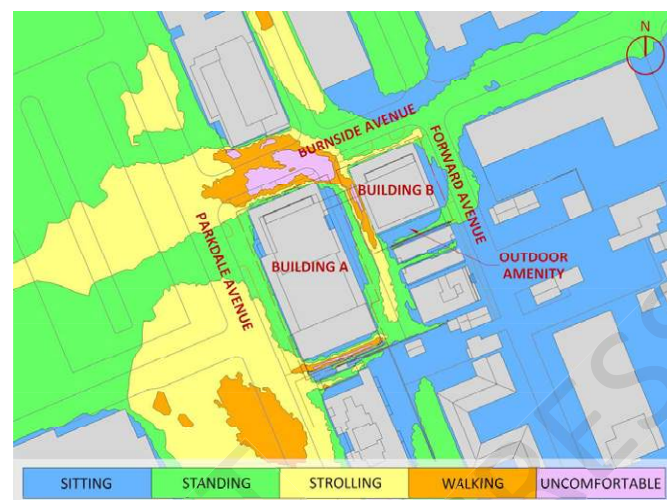 N
BURNSIDE AVENUE
FORWARD AVENUE
BUILDING B
PARKDALE AVENUE
BUILDING A
OUTDOOR
AMENITY
SITTING
STANDING
STROLLING
WALKING
UNCOMFORTABLE